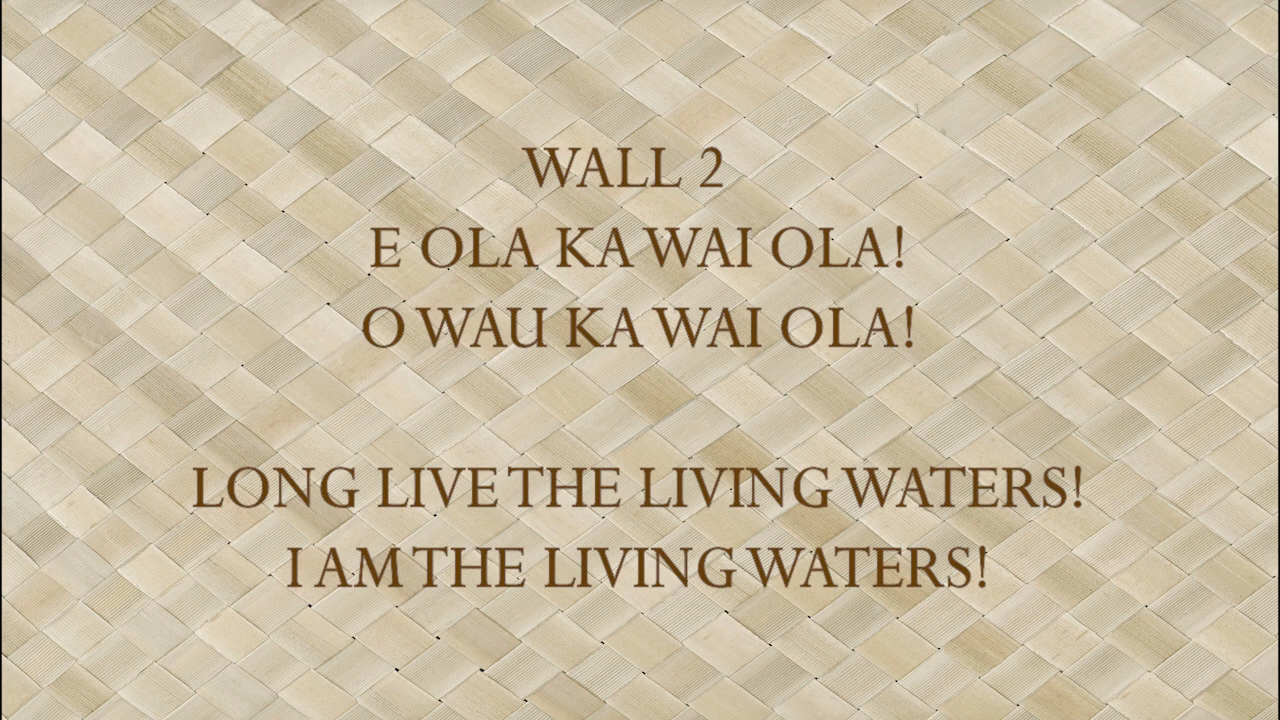 WALL 2
E OLA KA WAI OLA!
O WAU KA WAI OLA!
LONG LIVE THE LIVING WATERS!
I AM THE LIVING WATERS!